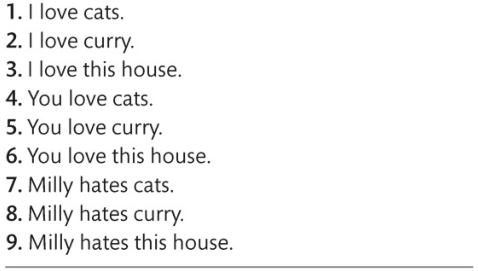 1. I love cats.
2. I love curry.
3. I love this house.
4. You love cats.
5. You love curry.
6. You love this house.
7. Milly hates cats.
8. Milly hates curry.
9. Milly hates this house.